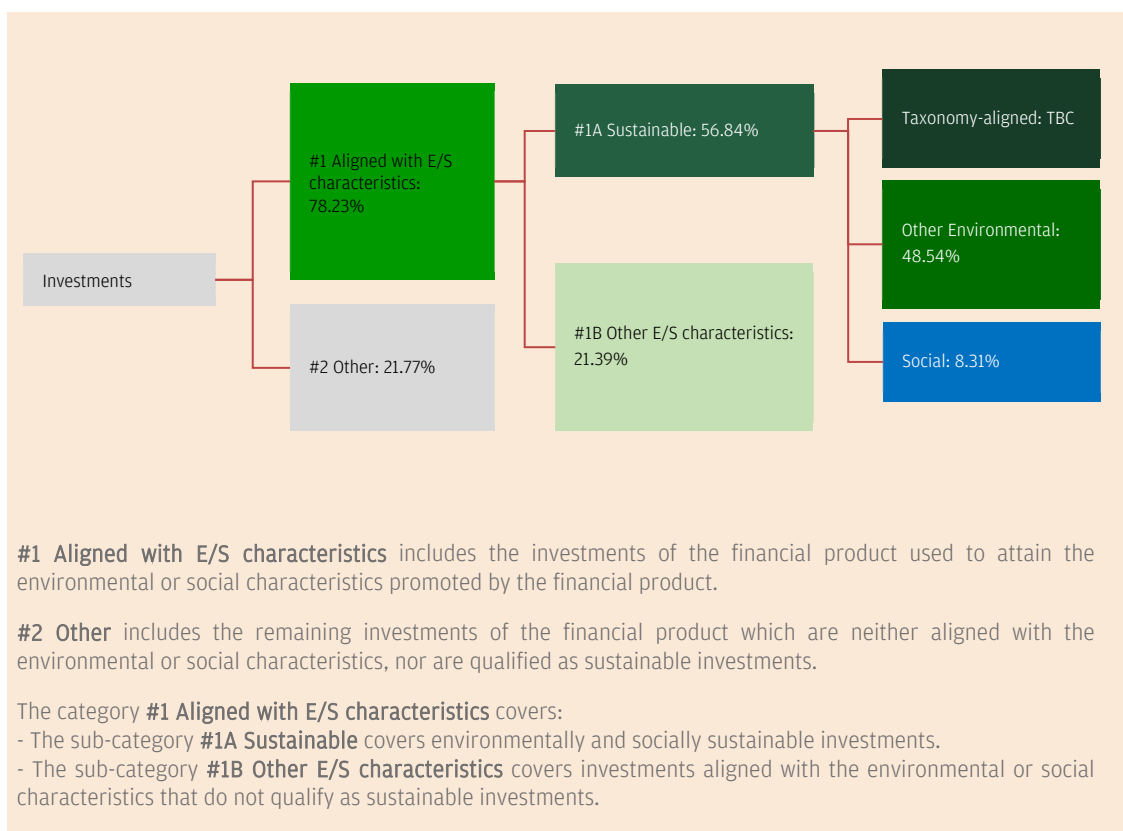 Investments
#1 Aligned with E/S
characteristics:
78.23%
#2 Other: 21.77%
#1A Sustainable: 56.84%
#1B Other E/S characteristics:
21.39%
Taxonomy-aligned: TBC
Other Environmental:
48.54%
Social: 8.31%
#1 Aligned with E/S characteristics includes the investments of the financial product used to attain the
environmental or social characteristics promoted by the financial product.
#2 Other includes the remaining investments of the financial product which are neither aligned with the
environmental or social characteristics, nor are qualified as sustainable investments.
The category #1 Aligned with E/S characteristics covers:
- The sub-category #1A Sustainable covers environmentally and socially sustainable investments.
- The sub-category #1B Other E/S characteristics covers investments aligned with the environmental or social
characteristics that do not qualify as sustainable investments.